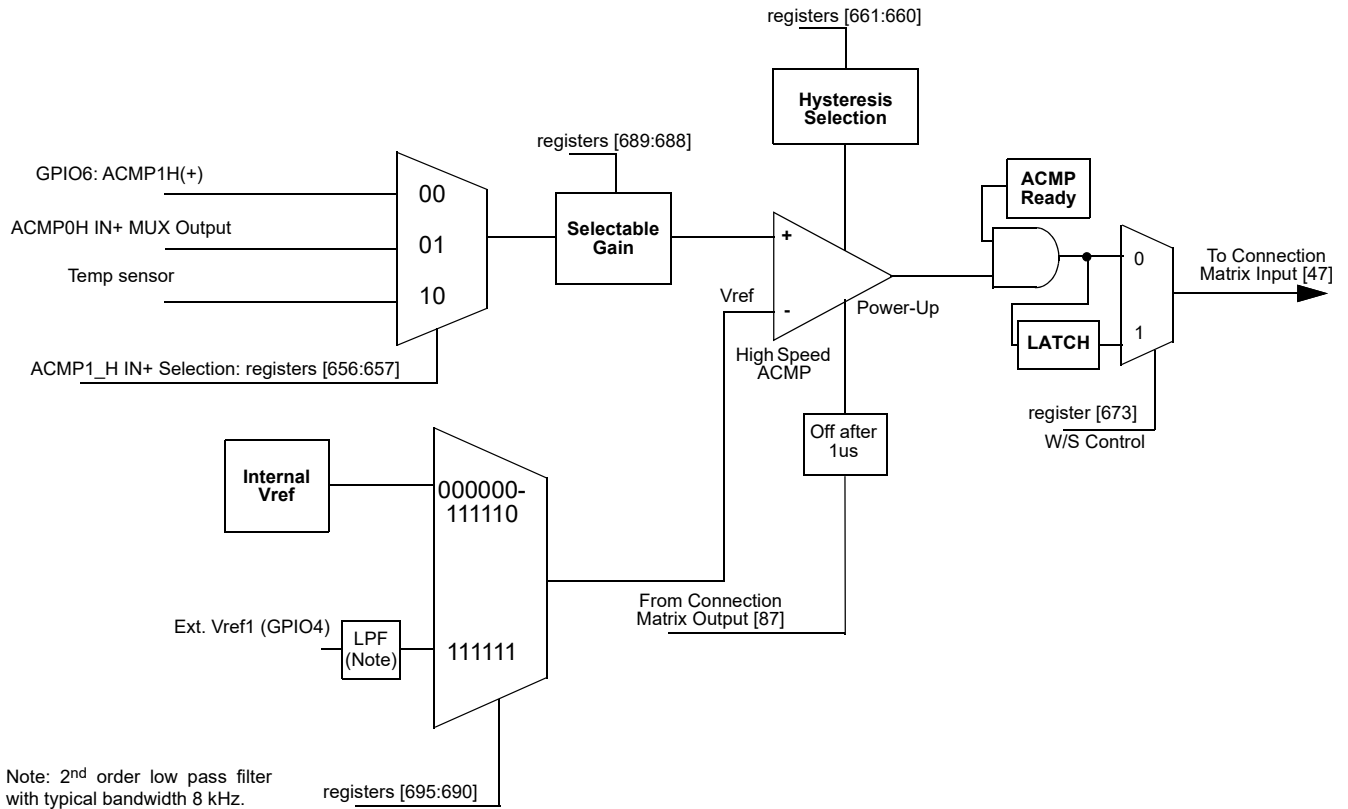 registers [661:660]
Hysteresis
Selection
registers [689:688]
GPIO6: ACMP1H(+)
00
ACMP
Ready
Selectable
Gain
+
ACMP0H IN+ MUX Output
01
0
To Connection
Matrix Input [47]
Temp sensor
10
Vref
-
Power-Up
LATCH
1
High Speed
ACMP
ACMP1_H IN+ Selection: registers [656:657]
register [673]
W/S Control
Off after
1us
Internal
Vref
000000-
111110
From Connection
Matrix Output [87]
Ext. Vref1 (GPIO4)
LPF
(Note)
111111
Note: 2nd order low pass filter
with typical bandwidth 8 kHz.
registers [695:690]